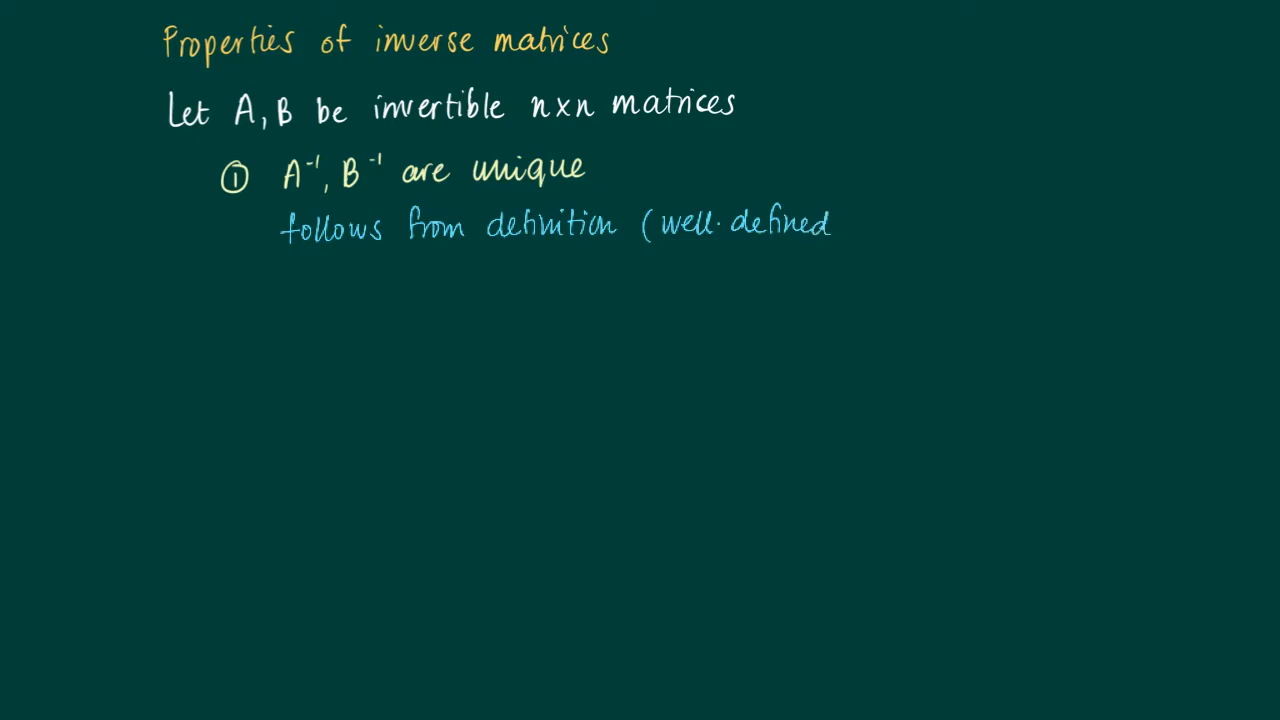 Properties of inverse matrices
Let A, B be invertible n×n matrices
① A⁻¹, B⁻¹ are unique
follows from definition (well-defined